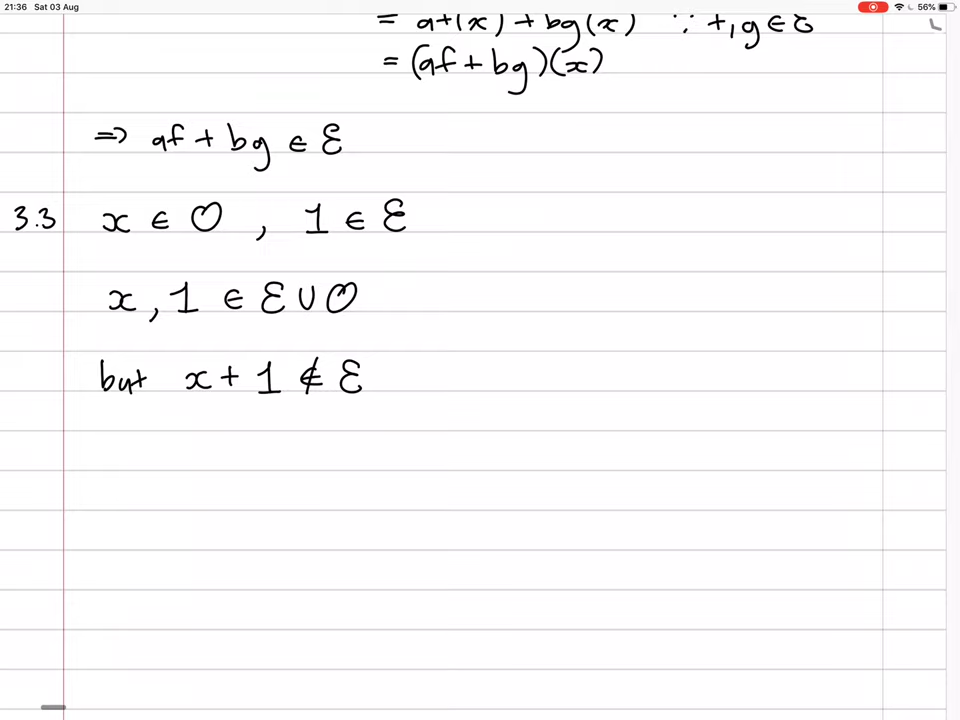 21:36 Sat 03 Aug 56%
= af(x) + bg(x) ∵ f, g ∈ ℰ
= (af + bg)(x)
⇒ af + bg ∈ ℰ
3.3 x ∈ 𝒪 , 1 ∈ ℰ
x , 1 ∈ ℰ ∪ 𝒪
but x + 1 ∉ ℰ